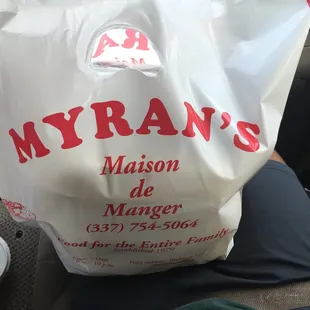 MYRAN'S
Maison
de
Manger
(337) 754-5064
Food for the Entire Family